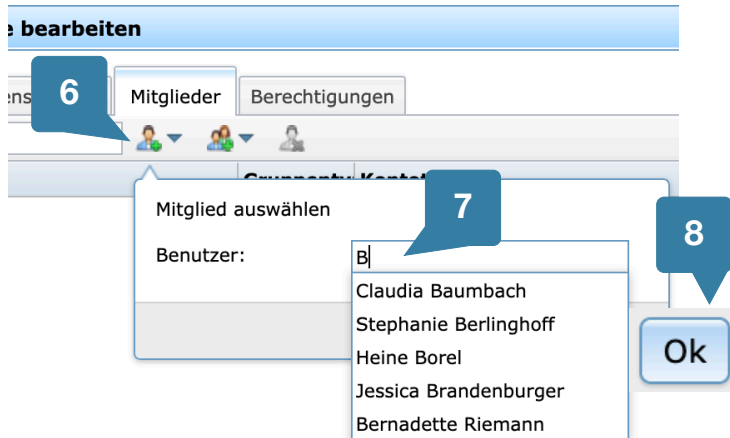 e bearbeiten
6
ens
Mitglieder
Berechtigungen
Mitglied auswählen
7
Benutzer:
B
8
Claudia Baumbach
Stephanie Berlinghoff
Heine Borel
Ok
Jessica Brandenburger
Bernadette Riemann